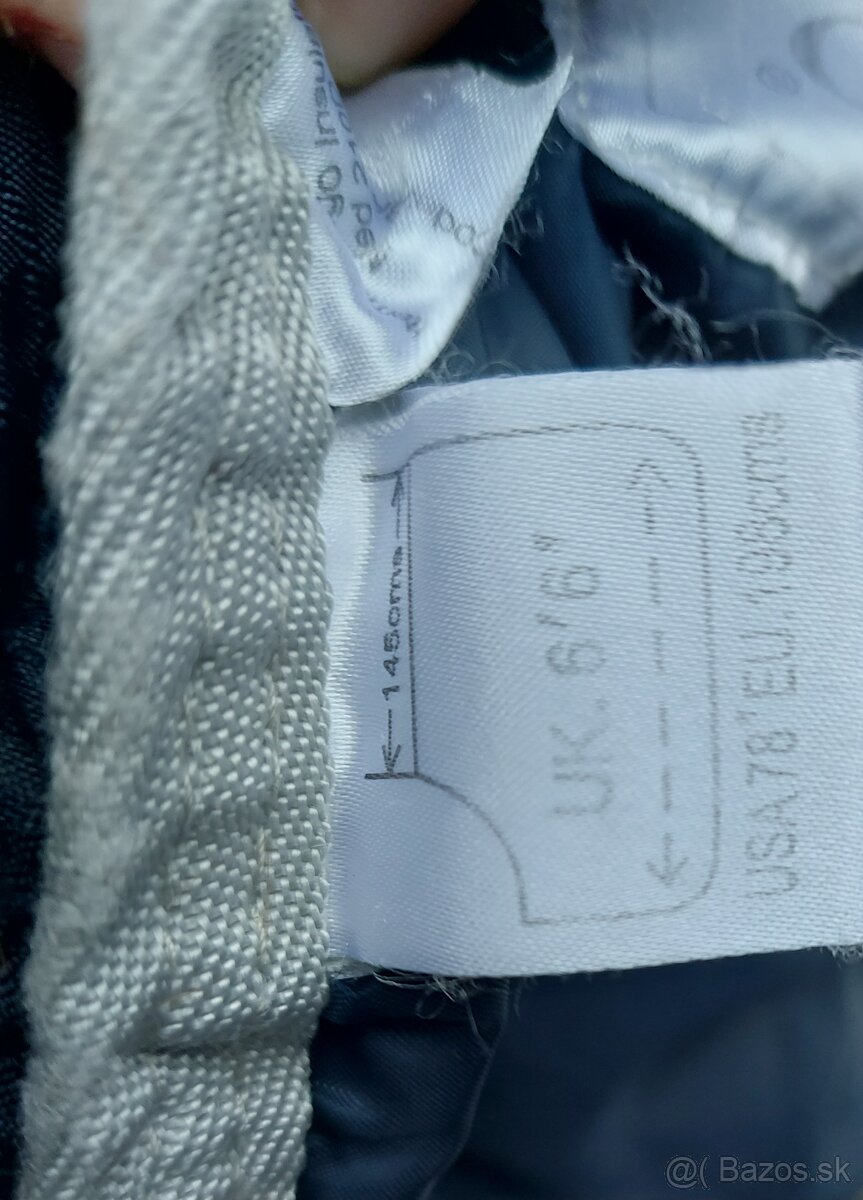 145cms
UK. 6'6"
USA78" EU.198cms
@( Bazos.sk